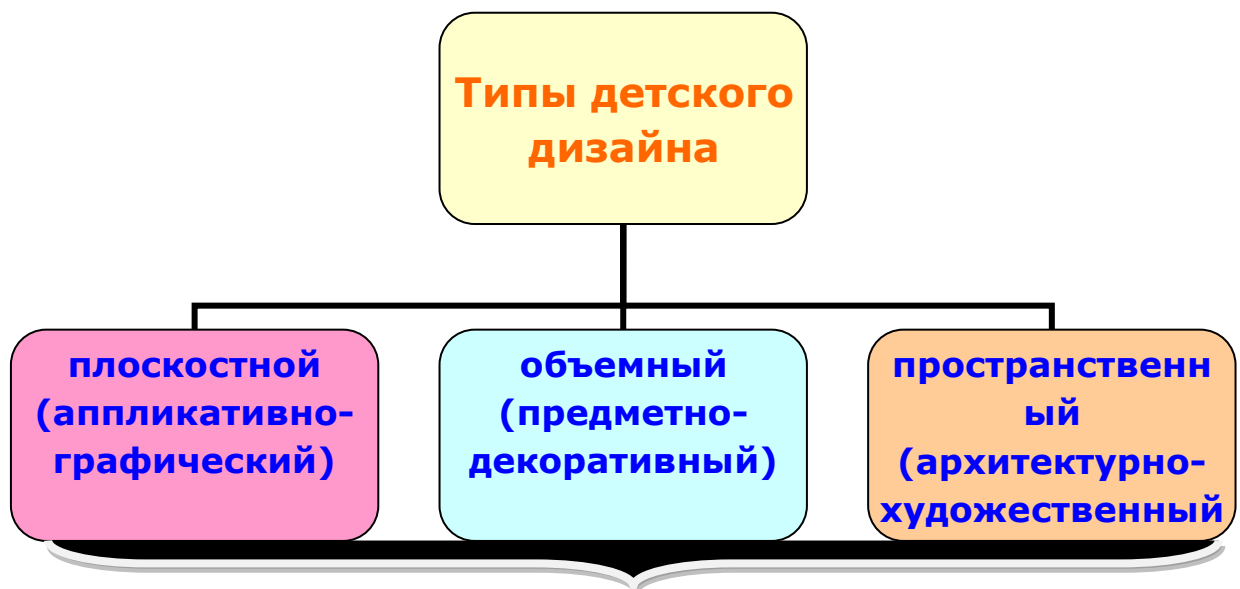 Типы детского
дизайна
плоскостной
(аппликативно-
графический)
объемный
(предметно-
декоративный)
пространственн
ый
(архитектурно-
художественный